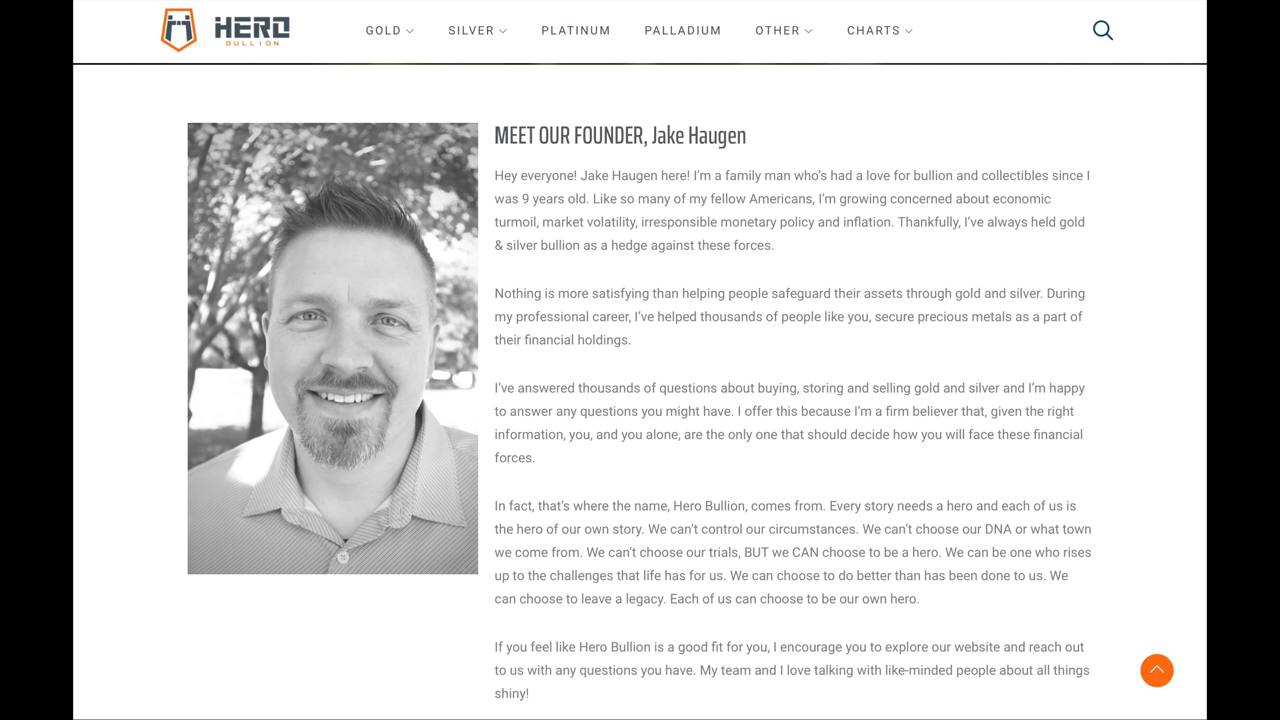 HERO
BULLION
GOLD SILVER PLATINUM PALLADIUM OTHER CHARTS
MEET OUR FOUNDER, Jake Haugen
Hey everyone! Jake Haugen here! I’m a family man who’s had a love for bullion and collectibles since I
was 9 years old. Like so many of my fellow Americans, I’m growing concerned about economic
turmoil, market volatility, irresponsible monetary policy and inflation. Thankfully, I’ve always held gold
& silver bullion as a hedge against these forces.
Nothing is more satisfying than helping people safeguard their assets through gold and silver. During
my professional career, I’ve helped thousands of people like you, secure precious metals as a part of
their financial holdings.
I’ve answered thousands of questions about buying, storing and selling gold and silver and I’m happy
to answer any questions you might have. I offer this because I’m a firm believer that, given the right
information, you, and you alone, are the only one that should decide how you will face these financial
forces.
In fact, that’s where the name, Hero Bullion, comes from. Every story needs a hero and each of us is
the hero of our own story. We can’t control our circumstances. We can’t choose our DNA or what town
we come from. We can’t choose our trials, BUT we CAN choose to be a hero. We can be one who rises
up to the challenges that life has for us. We can choose to do better than has been done to us. We
can choose to leave a legacy. Each of us can choose to be our own hero.
If you feel like Hero Bullion is a good fit for you, I encourage you to explore our website and reach out
to us with any questions you have. My team and I love talking with like-minded people about all things
shiny!